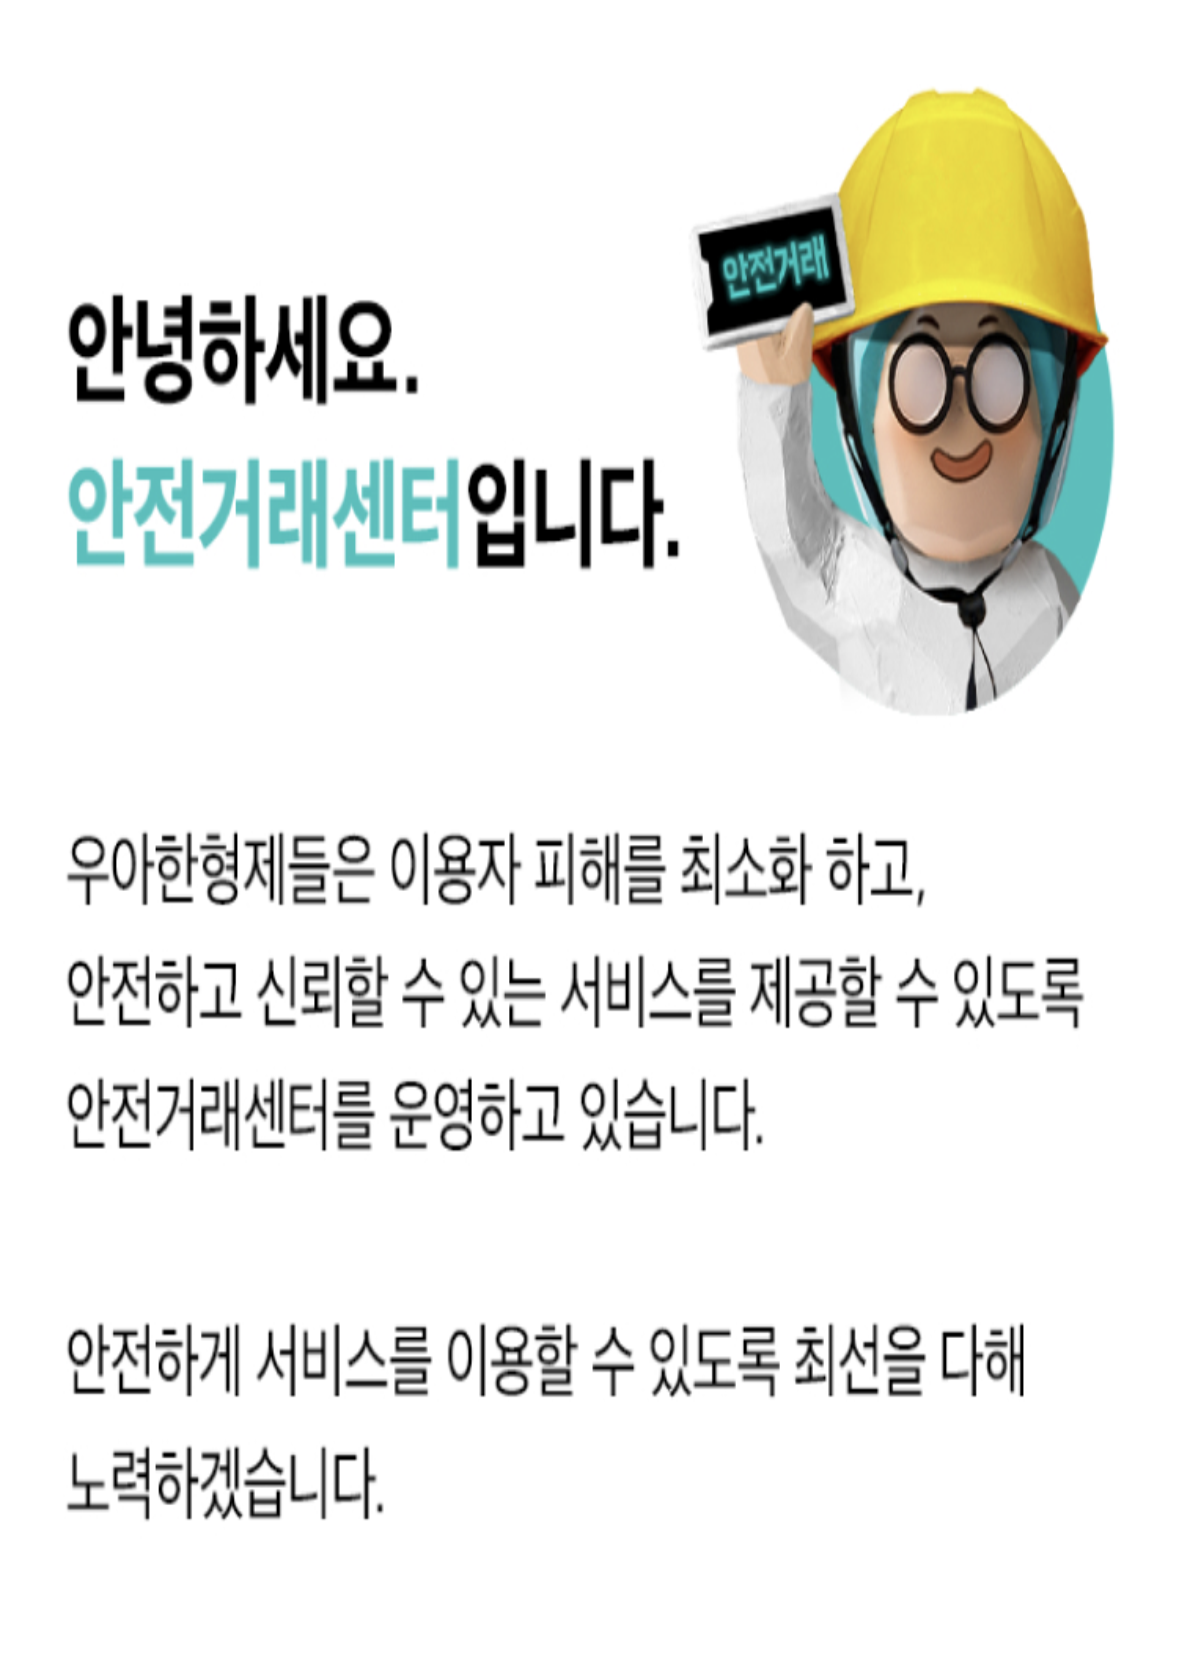 안전거래
안녕하세요.
안전거래센터입니다.
우아한형제들은 이용자 피해를 최소화 하고,
안전하고 신뢰할 수 있는 서비스를 제공할 수 있도록
안전거래센터를 운영하고 있습니다.
안전하게 서비스를 이용할 수 있도록 최선을 다해
노력하겠습니다.